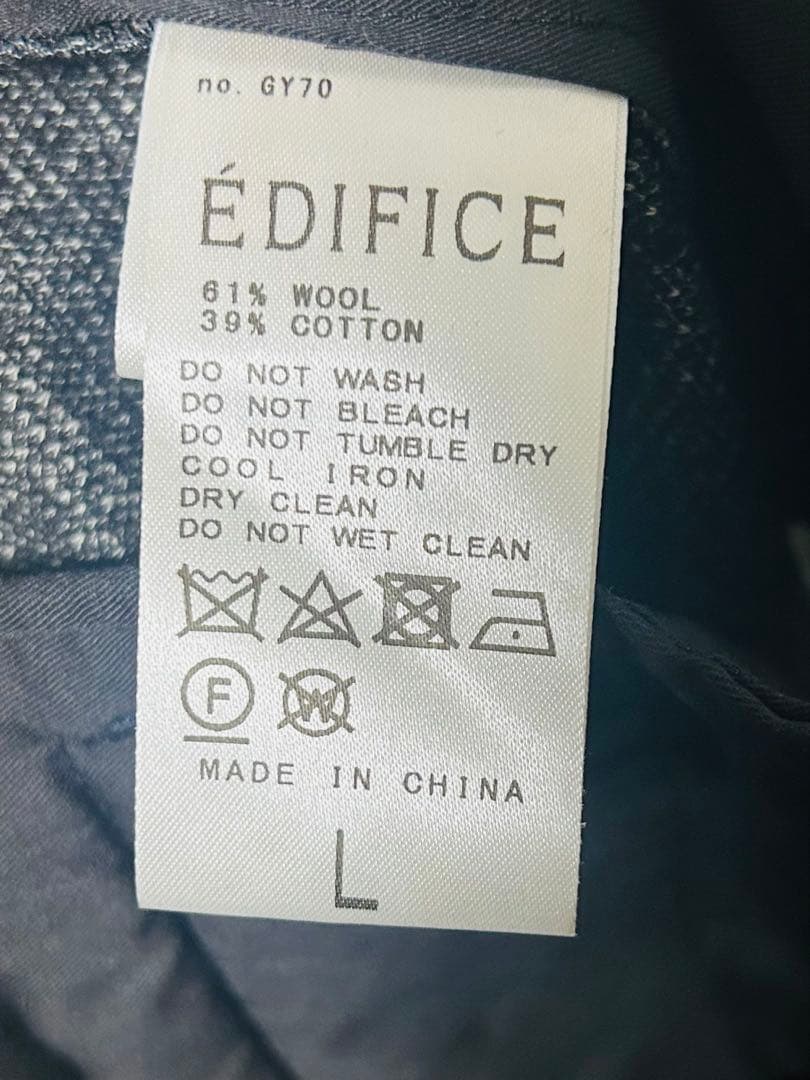 no. GY70
ÉDIFICE
61% WOOL
39% COTTON
DO NOT WASH
DO NOT BLEACH
DO NOT TUMBLE DRY
COOL IRON
DRY CLEAN
DO NOT WET CLEAN
F W
MADE IN CHINA
L